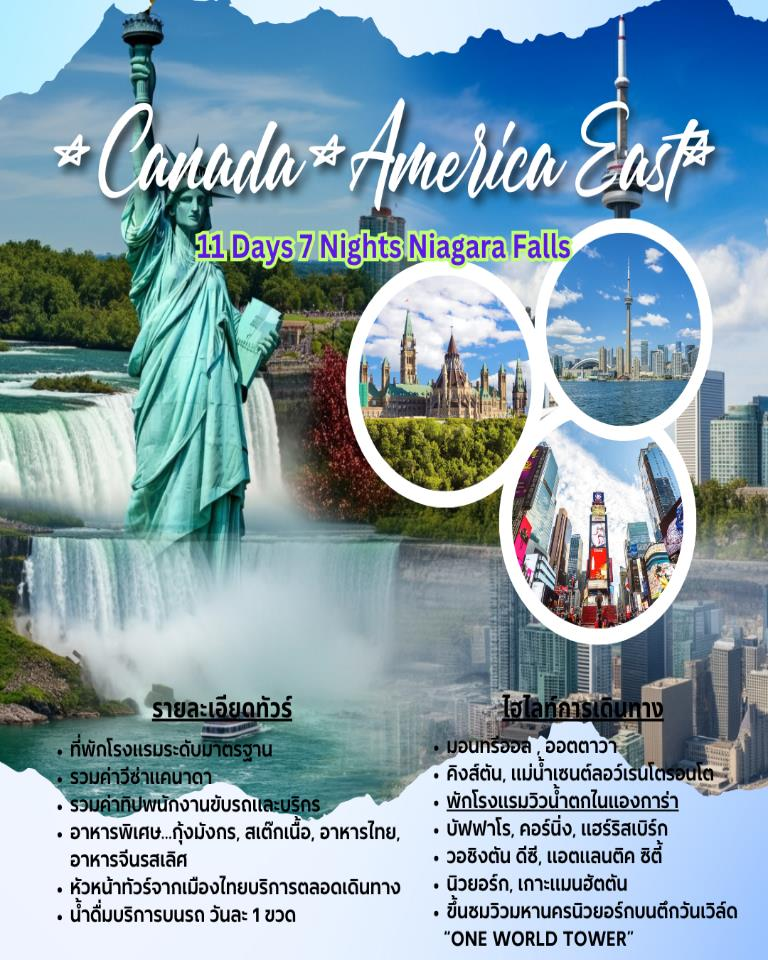 Canada America East
11 Days 7 Nights Niagara Falls
รายละเอียดทัวร์
• ที่พักโรงแรมระดับมาตรฐาน
• รวมค่าวีซ่าแคนาดา
• รวมค่าทิปพนักงานขับรถและบริกร
• อาหารพิเศษ...กุ้งมังกร, สเต๊กเนื้อ, อาหารไทย,
อาหารจีนรสเลิศ
• หัวหน้าทัวร์จากเมืองไทยบริการตลอดเดินทาง
• น้ำดื่มบริการบนรถ วันละ 1 ขวด
ไฮไลท์การเดินทาง
• มอนทรีออล , ออตตาวา
• คิงส์ตัน, แม่น้ำเซนต์ลอว์เรนโตรอนโต
• พักโรงแรมวิวน้ำตกไนแองการ่า
• บัฟฟาโร, คอร์นิ่ง, แฮร์ริสเบิร์ก
• วอชิงตัน ดีซี, แอตแลนติค ซิตี้
• นิวยอร์ก, เกาะแมนฮัตตัน
• ขึ้นชมวิวมหานครนิวยอร์กบนตึกวันเวิล์ด
“ONE WORLD TOWER”